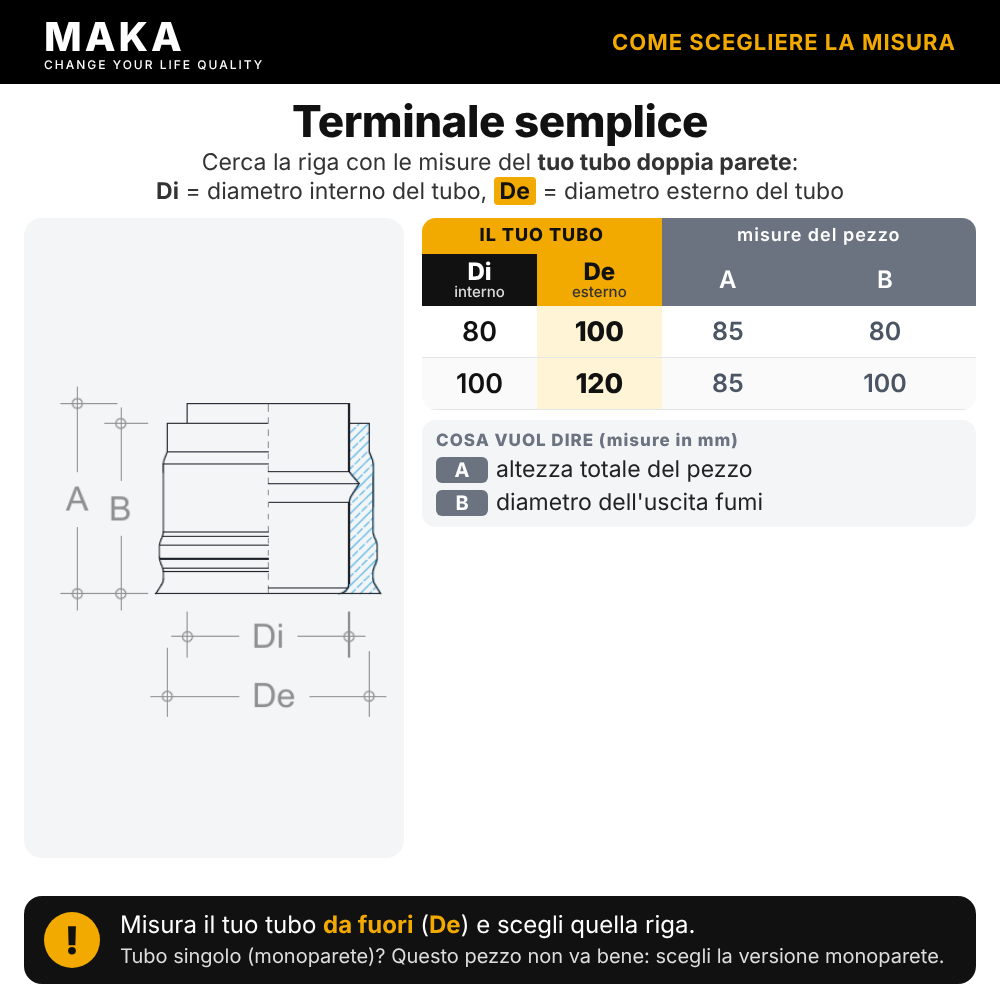 MAKA
CHANGE YOUR LIFE QUALITY
COME SCEGLIERE LA MISURA
Terminale semplice
Cerca la riga con le misure del tuo tubo doppia parete:
Di = diametro interno del tubo, De = diametro esterno del tubo
A
B
Di
De
IL TUO TUBO misure del pezzo
Di De A B
interno esterno
80 100 85 80
100 120 85 100
COSA VUOL DIRE (misure in mm)
A altezza totale del pezzo
B diametro dell'uscita fumi
! Misura il tuo tubo da fuori (De) e scegli quella riga.
Tubo singolo (monoparete)? Questo pezzo non va bene: scegli la versione monoparete.